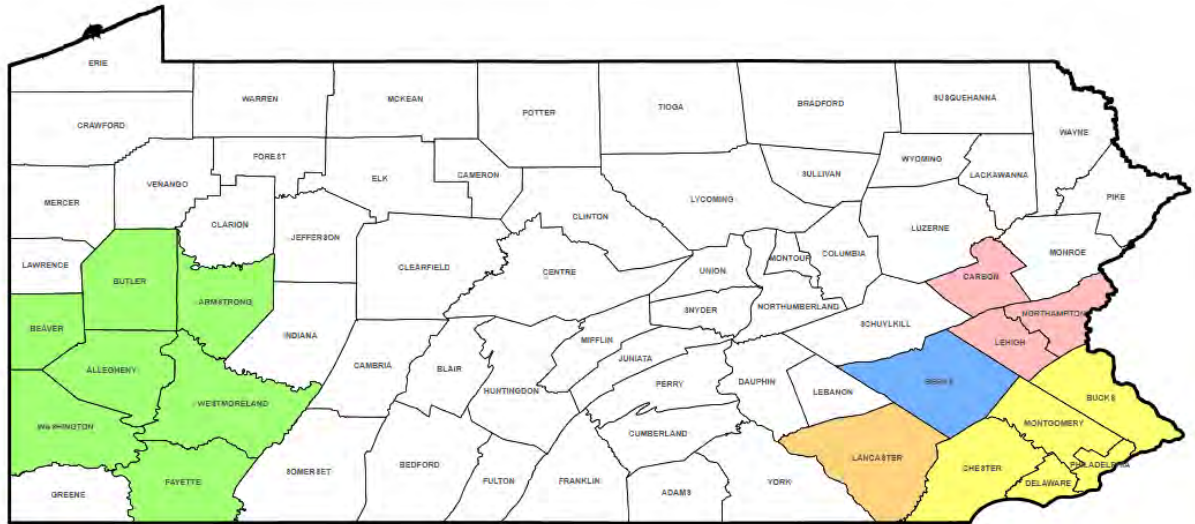 ERIE
WARREN
MCKEAN
POTTER
TIOGA
BRADFORD
SUSQUEHANNA
CRAWFORD
WAYNE
FOREST
WYOMING
LACKAWANNA
VENANGO
ELK
CAMERON
SULLIVAN
MERCER
LYCOMING
PIKE
CLARION
CLINTON
LUZERNE
JEFFERSON
COLUMBIA
MONROE
LAWRENCE
CLEARFIELD
CENTRE
UNION
MONTOUR
BUTLER
CARBON
ARMSTRONG
SNYDER
NORTHUMBERLAND
NORTHAMPTON
BEAVER
SCHUYLKILL
INDIANA
MIFFLIN
LEHIGH
ALLEGHENY
CAMBRIA
BLAIR
JUNIATA
BERKS
HUNTINGDON
PERRY
DAUPHIN
LEBANON
BUCKS
WESTMORELAND
WASHINGTON
CUMBERLAND
MONTGOMERY
LANCASTER
PHILADELPHIA
SOMERSET
BEDFORD
CHESTER
FAYETTE
FULTON
FRANKLIN
YORK
DELAWARE
GREENE
ADAMS